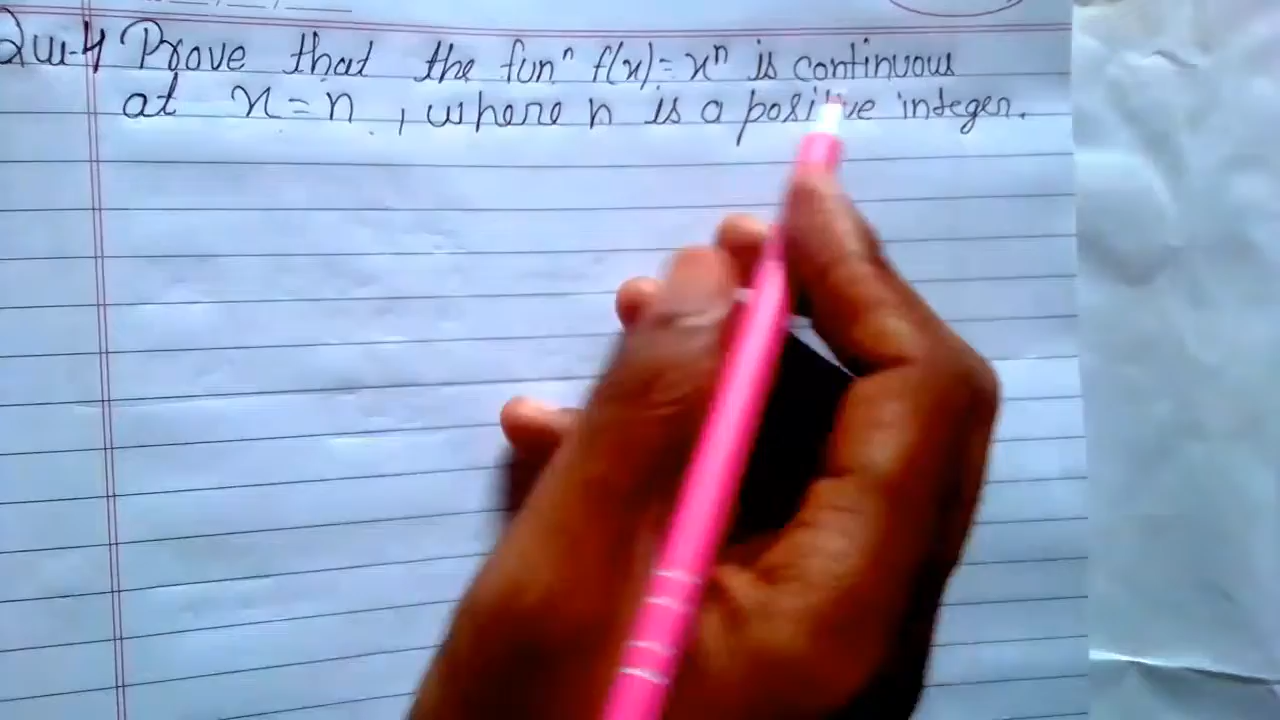 Qu-4 Prove that the funⁿ f(x)=xⁿ is continuous
at x=n, where n is a positive integer.